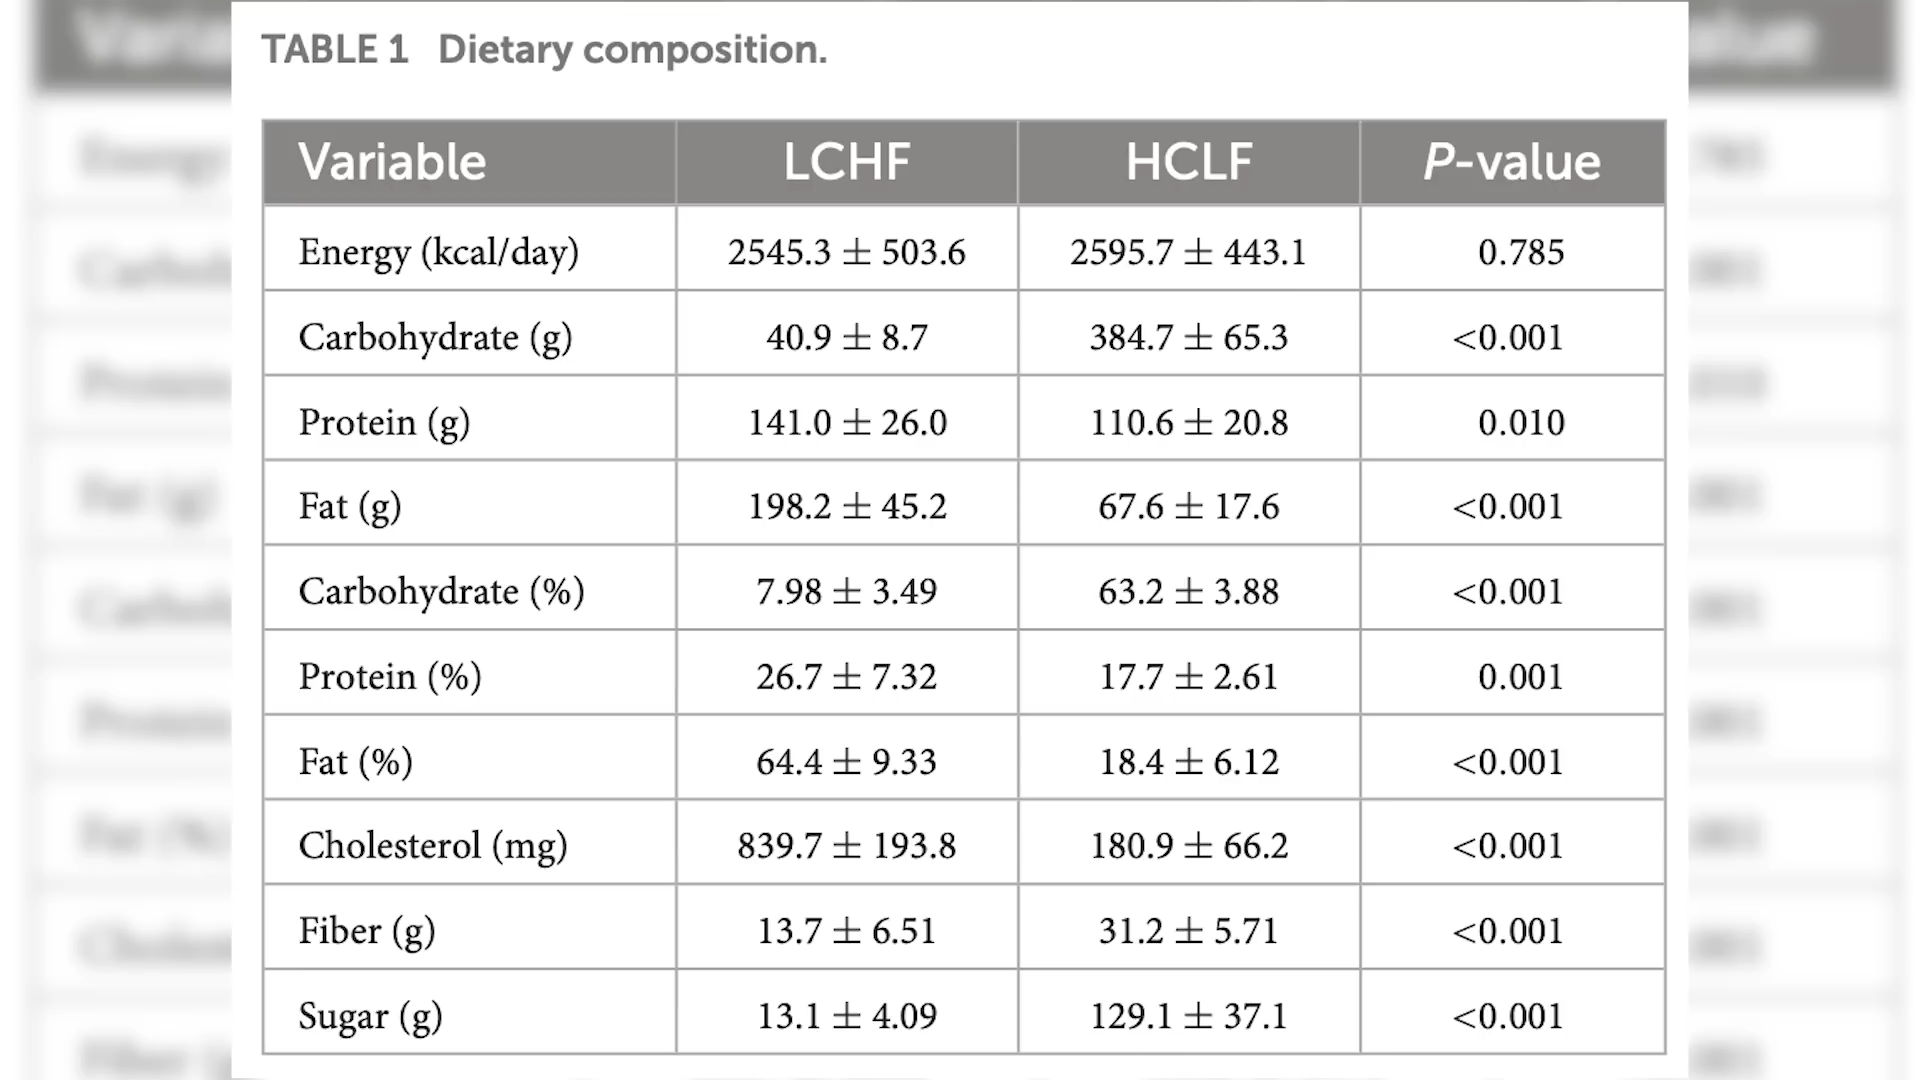 TABLE 1 Dietary composition.
Variable LCHF HCLF P-value
Energy (kcal/day) 2545.3 ± 503.6 2595.7 ± 443.1 0.785
Carbohydrate (g) 40.9 ± 8.7 384.7 ± 65.3 <0.001
Protein (g) 141.0 ± 26.0 110.6 ± 20.8 0.010
Fat (g) 198.2 ± 45.2 67.6 ± 17.6 <0.001
Carbohydrate (%) 7.98 ± 3.49 63.2 ± 3.88 <0.001
Protein (%) 26.7 ± 7.32 17.7 ± 2.61 0.001
Fat (%) 64.4 ± 9.33 18.4 ± 6.12 <0.001
Cholesterol (mg) 839.7 ± 193.8 180.9 ± 66.2 <0.001
Fiber (g) 13.7 ± 6.51 31.2 ± 5.71 <0.001
Sugar (g) 13.1 ± 4.09 129.1 ± 37.1 <0.001